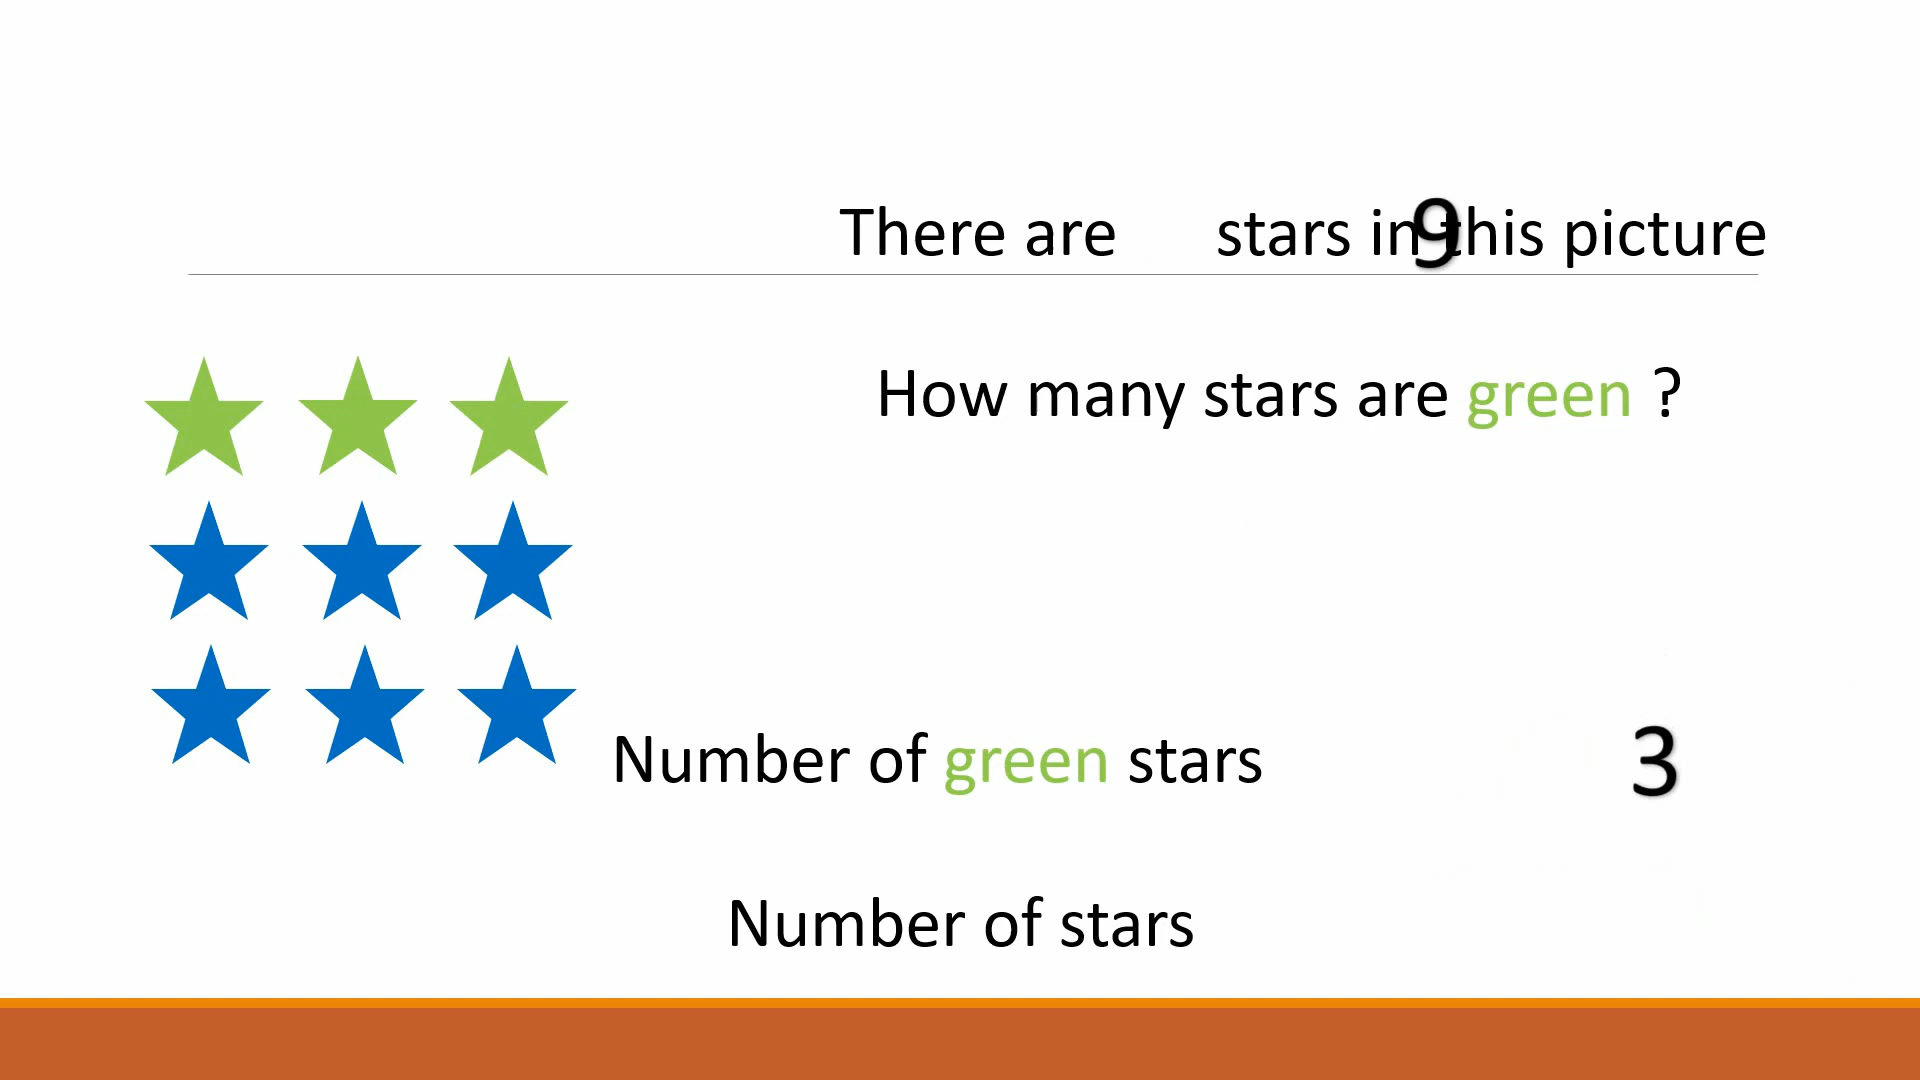 There are stars in this picture
9
How many stars are green ?
Number of green stars
3
Number of stars